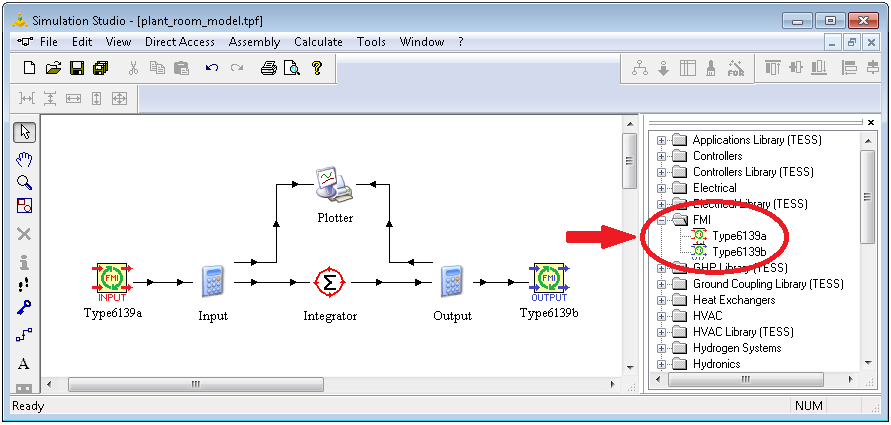 Simulation Studio - [plant_room_model.tpf]
File Edit View Direct Access Assembly Calculate Tools Window ?
FOR
Applications Library (TESS)
Controllers
Controllers Library (TESS)
Electrical
Electrical Library (TESS)
FMI
Type6139a
Type6139b
GHP Library (TESS)
Ground Coupling Library (TESS)
Heat Exchangers
HVAC
HVAC Library (TESS)
Hydrogen Systems
Hydronics
Plotter
FMI
INPUT
Type6139a
Input
Σ
Integrator
Output
FMI
OUTPUT
Type6139b
A
Ready
NUM